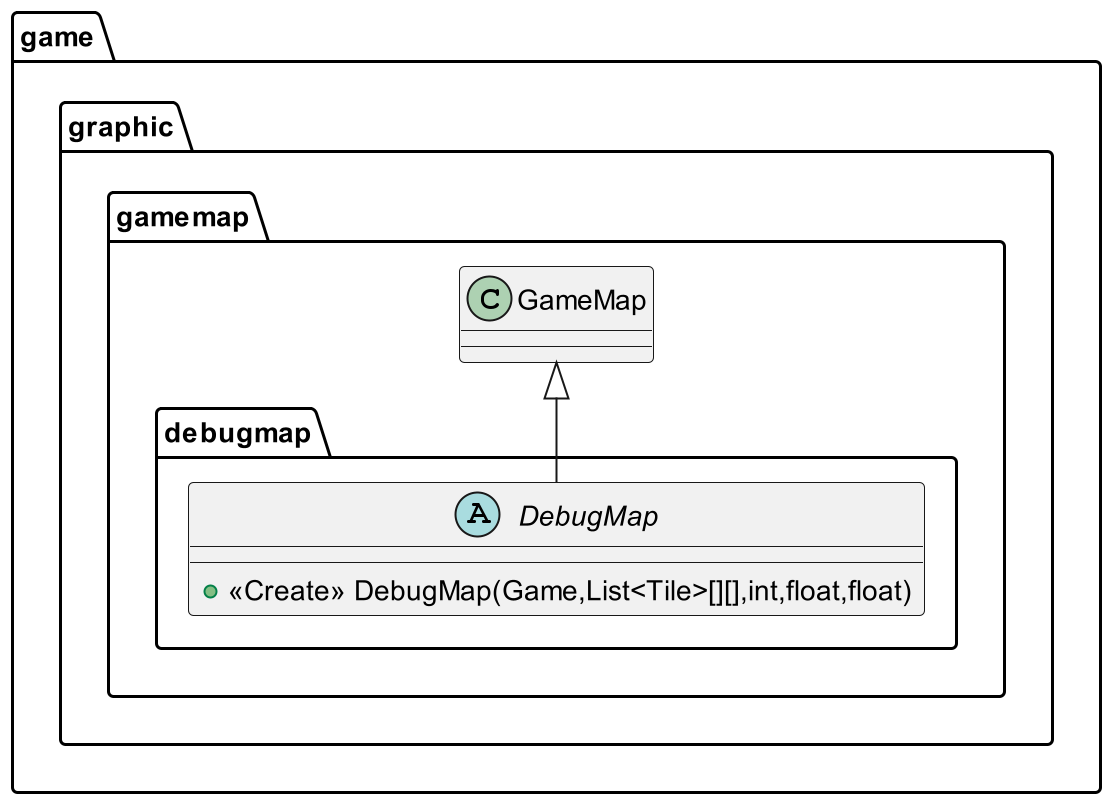 game
graphic
gamemap
C GameMap
debugmap
A DebugMap
«Create» DebugMap(Game,List<Tile>[][],int,float,float)